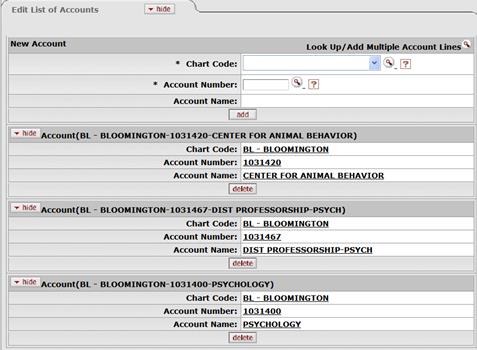 Edit List of Accounts hide
New Account Look Up/Add Multiple Account Lines
* Chart Code: ?
* Account Number: ?
Account Name:
add
hide Account(BL - BLOOMINGTON-1031420-CENTER FOR ANIMAL BEHAVIOR)
Chart Code: BL - BLOOMINGTON
Account Number: 1031420
Account Name: CENTER FOR ANIMAL BEHAVIOR
delete
hide Account(BL - BLOOMINGTON-1031467-DIST PROFESSORSHIP-PSYCH)
Chart Code: BL - BLOOMINGTON
Account Number: 1031467
Account Name: DIST PROFESSORSHIP-PSYCH
delete
hide Account(BL - BLOOMINGTON-1031400-PSYCHOLOGY)
Chart Code: BL - BLOOMINGTON
Account Number: 1031400
Account Name: PSYCHOLOGY
delete